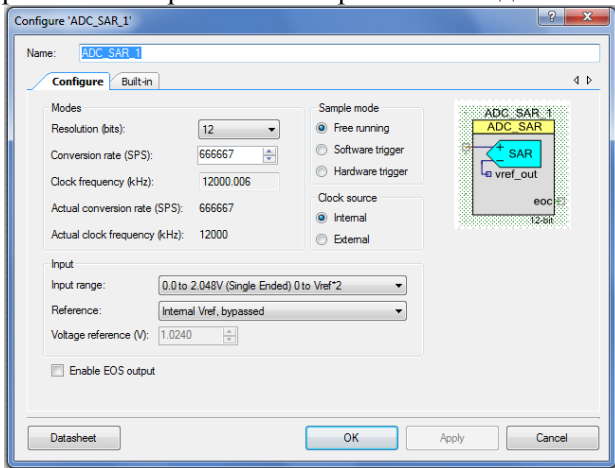 Configure 'ADC_SAR_1'
Name: ADC_SAR_1
Configure Built-in
Modes
Resolution (bits): 12
Conversion rate (SPS): 666667
Clock frequency (kHz): 12000.006
Actual conversion rate (SPS): 666667
Actual clock frequency (kHz): 12000
Sample mode
Free running
Software trigger
Hardware trigger
Clock source
Internal
External
ADC_SAR_1
ADC_SAR
SAR
vref_out
eoc
12-bit
Input
Input range: 0.0 to 2.048V (Single Ended) 0 to Vref*2
Reference: Internal Vref, bypassed
Voltage reference (V): 1.0240
Enable EOS output
Datasheet OK Apply Cancel